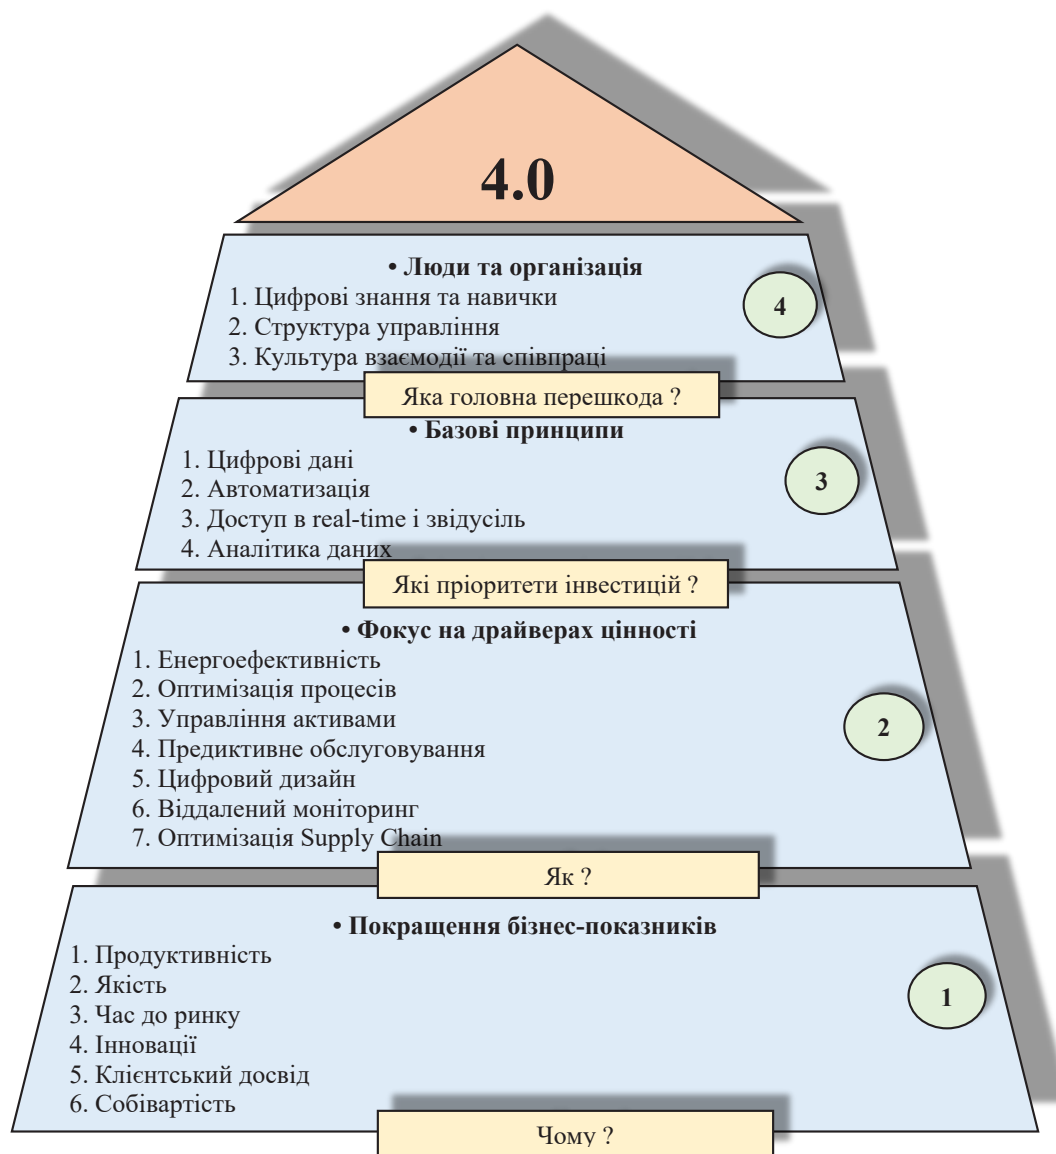 4.0
• Люди та організація
1. Цифрові знання та навички
2. Структура управління
3. Культура взаємодії та співпраці
4
Яка головна перешкода ?
• Базові принципи
1. Цифрові дані
2. Автоматизація
3. Доступ в real-time і звідусіль
4. Аналітика даних
3
Які пріоритети інвестицій ?
• Фокус на драйверах цінності
1. Енергоефективність
2. Оптимізація процесів
3. Управління активами
4. Предиктивне обслуговування
5. Цифровий дизайн
6. Віддалений моніторинг
7. Оптимізація Supply Chain
2
Як ?
• Покращення бізнес-показників
1. Продуктивність
2. Якість
3. Час до ринку
4. Інновації
5. Клієнтський досвід
6. Собівартість
1
Чому ?